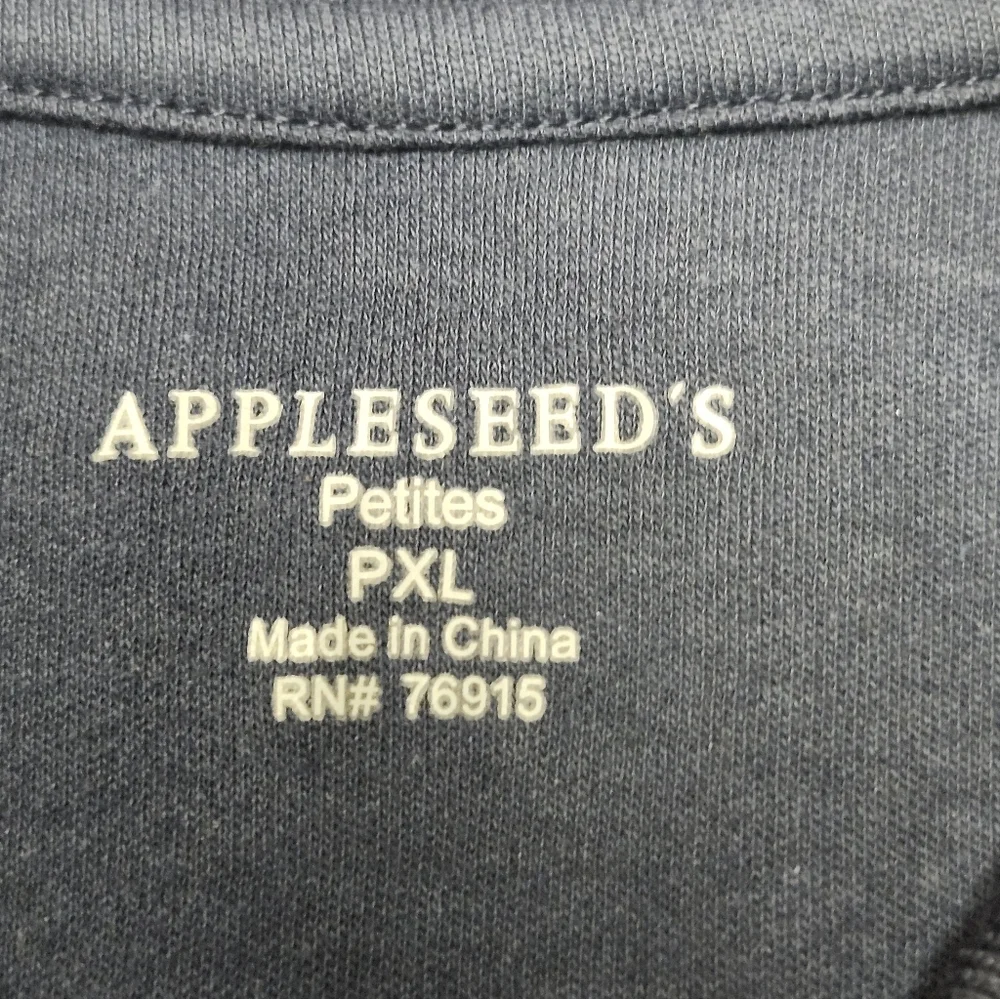 APPLESEED'S
Petites
PXL
Made in China
RN# 76915